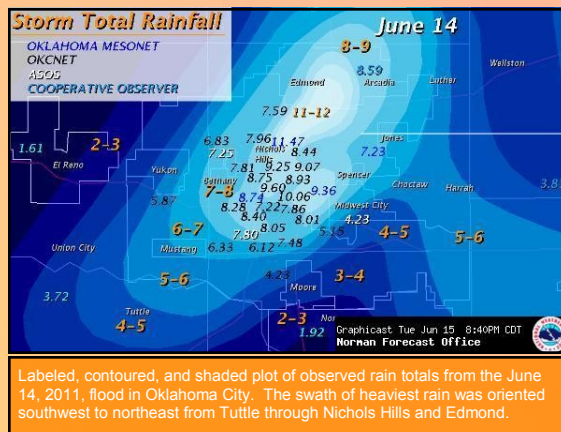 Storm Total Rainfall
June 14
OKLAHOMA MESONET
OKCNET
ASOS
COOPERATIVE OBSERVER
8-9
8.59
Wellston
Edmond
Arcadia
Luther
7.59 11-12
1.61
2-3
6.83
7.96
11.47
Jones
7.25
Nichols
Hills
8.44
7.23
El Reno
Yukon
7.81
9.25
9.07
Bethany
8.75
8.93
Spencer
Choctaw
Harrah
3.8
7-8
9.60
9.36
5.87
8.74
10.06
8.28
7.22
7.86
Midwest City
8.40
8.01
4.23
6-7
7.80
8.05
5.15
4-5
5-6
Union City
Mustang
6.33
6.12
7.48
5-6
4.23
3-4
3.72
Moore
Tuttle
4-5
2-3
Nor
1.92
Graphicast Tue Jun 15 8:40PM CDT
Norman Forecast Office
Labeled, contoured, and shaded plot of observed rain totals from the June
14, 2011, flood in Oklahoma City. The swath of heaviest rain was oriented
southwest to northeast from Tuttle through Nichols Hills and Edmond.